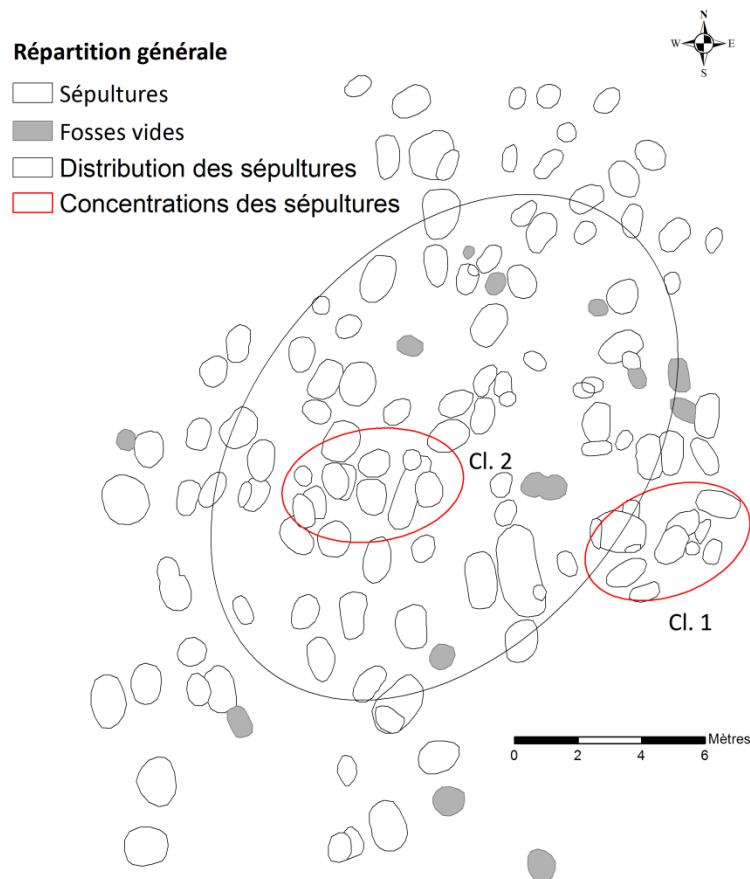 N
W E
S
Répartition générale
Sépultures
Fosses vides
Distribution des sépultures
Concentrations des sépultures
Cl. 2
Cl. 1
Mètres
0 2 4 6